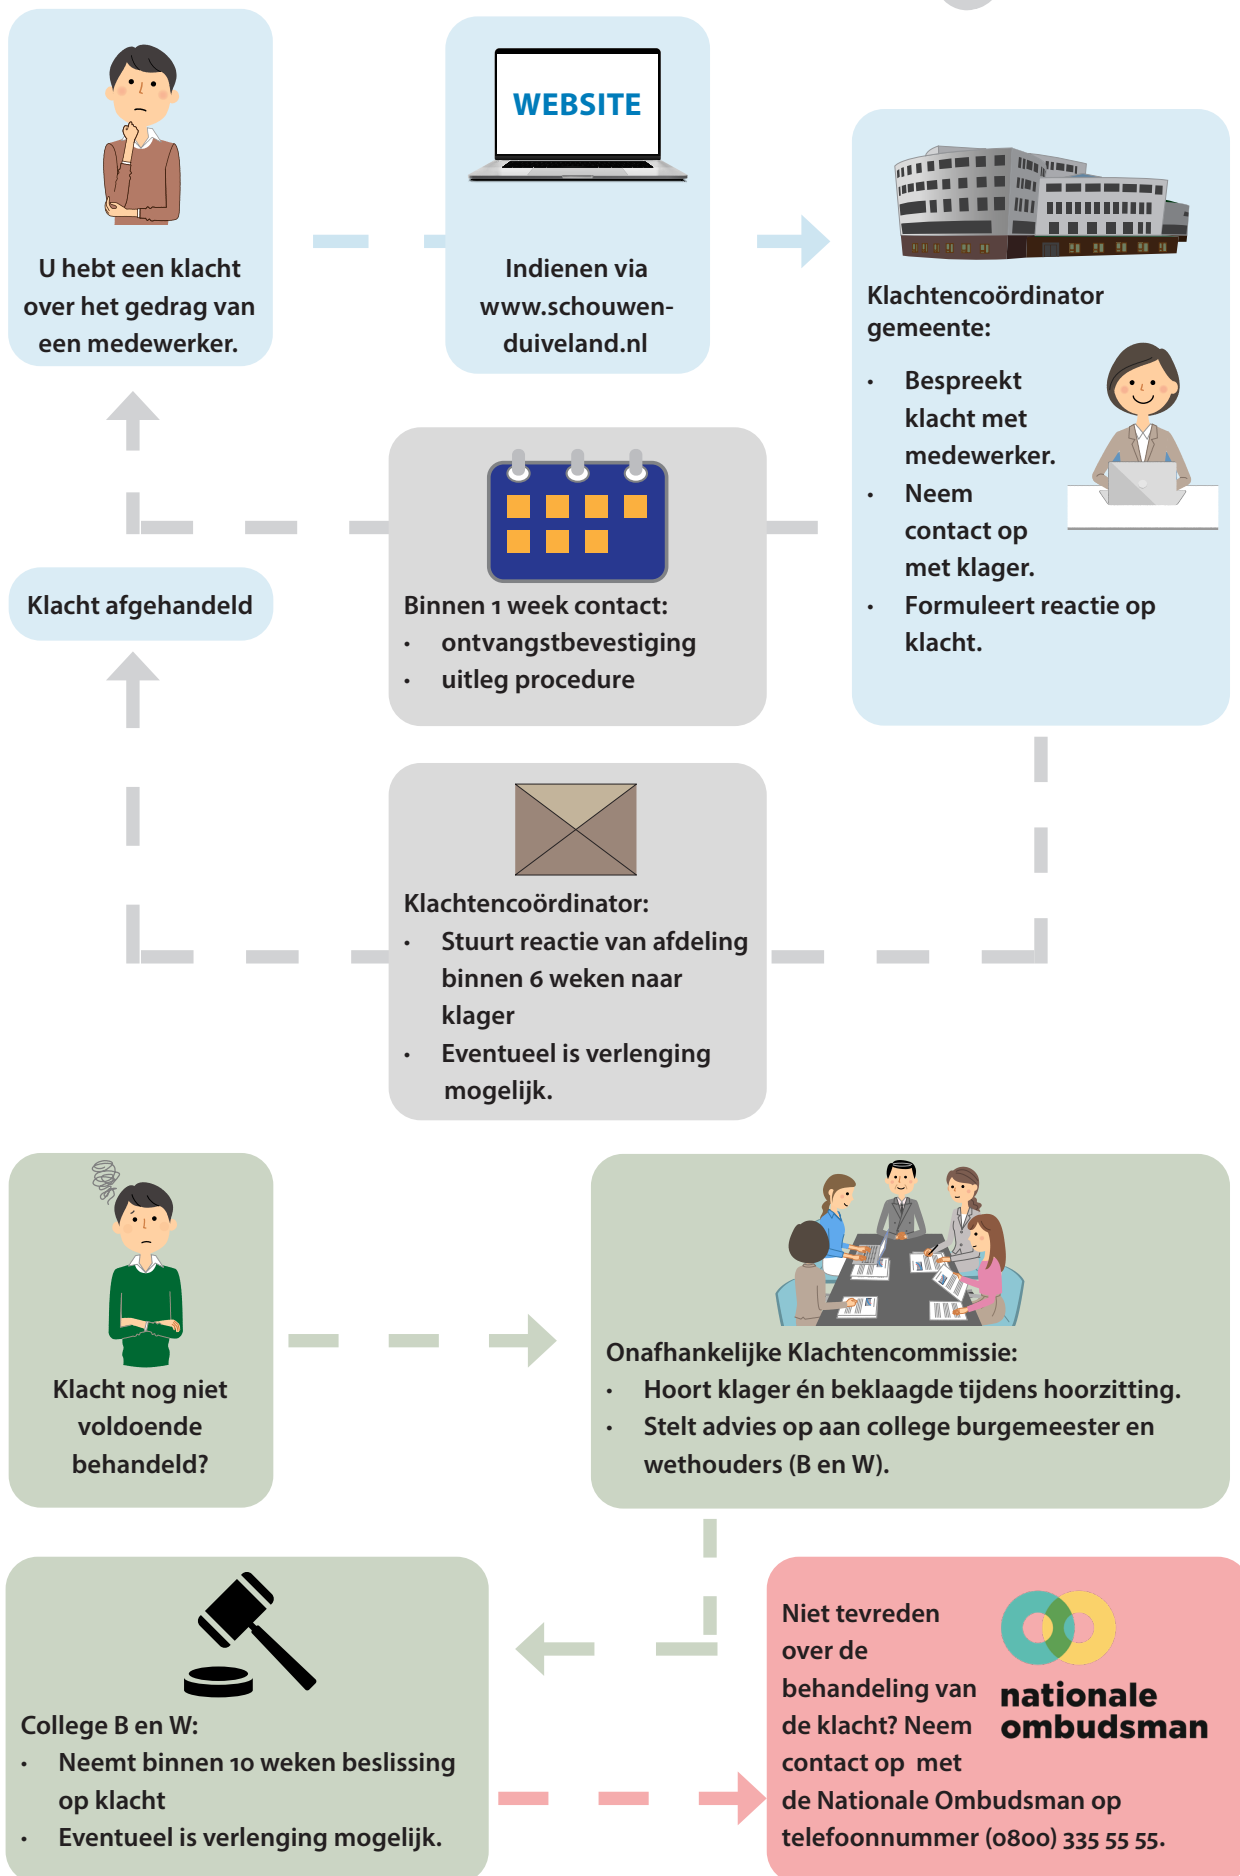 U hebt een klacht
over het gedrag van
een medewerker.
WEBSITE
Indienen via
www.schouwen-
duiveland.nl
Klachtencoördinator
gemeente:
• Bespreekt
klacht met
medewerker.
• Neem
contact op
met klager.
• Formuleert reactie op
klacht.
Binnen 1 week contact:
• ontvangstbevestiging
• uitleg procedure
Klacht afgehandeld
Klachtencoördinator:
• Stuurt reactie van afdeling
binnen 6 weken naar
klager
• Eventueel is verlenging
mogelijk.
Klacht nog niet
voldoende
behandeld?
Onafhankelijke Klachtencommissie:
• Hoort klager én beklaagde tijdens hoorzitting.
• Stelt advies op aan college burgemeester en
wethouders (B en W).
College B en W:
• Neemt binnen 10 weken beslissing
op klacht
• Eventueel is verlenging mogelijk.
Niet tevreden
over de
behandeling van
de klacht? Neem
contact op met
de Nationale Ombudsman op
telefoonnummer (0800) 335 55 55.
nationale
ombudsman